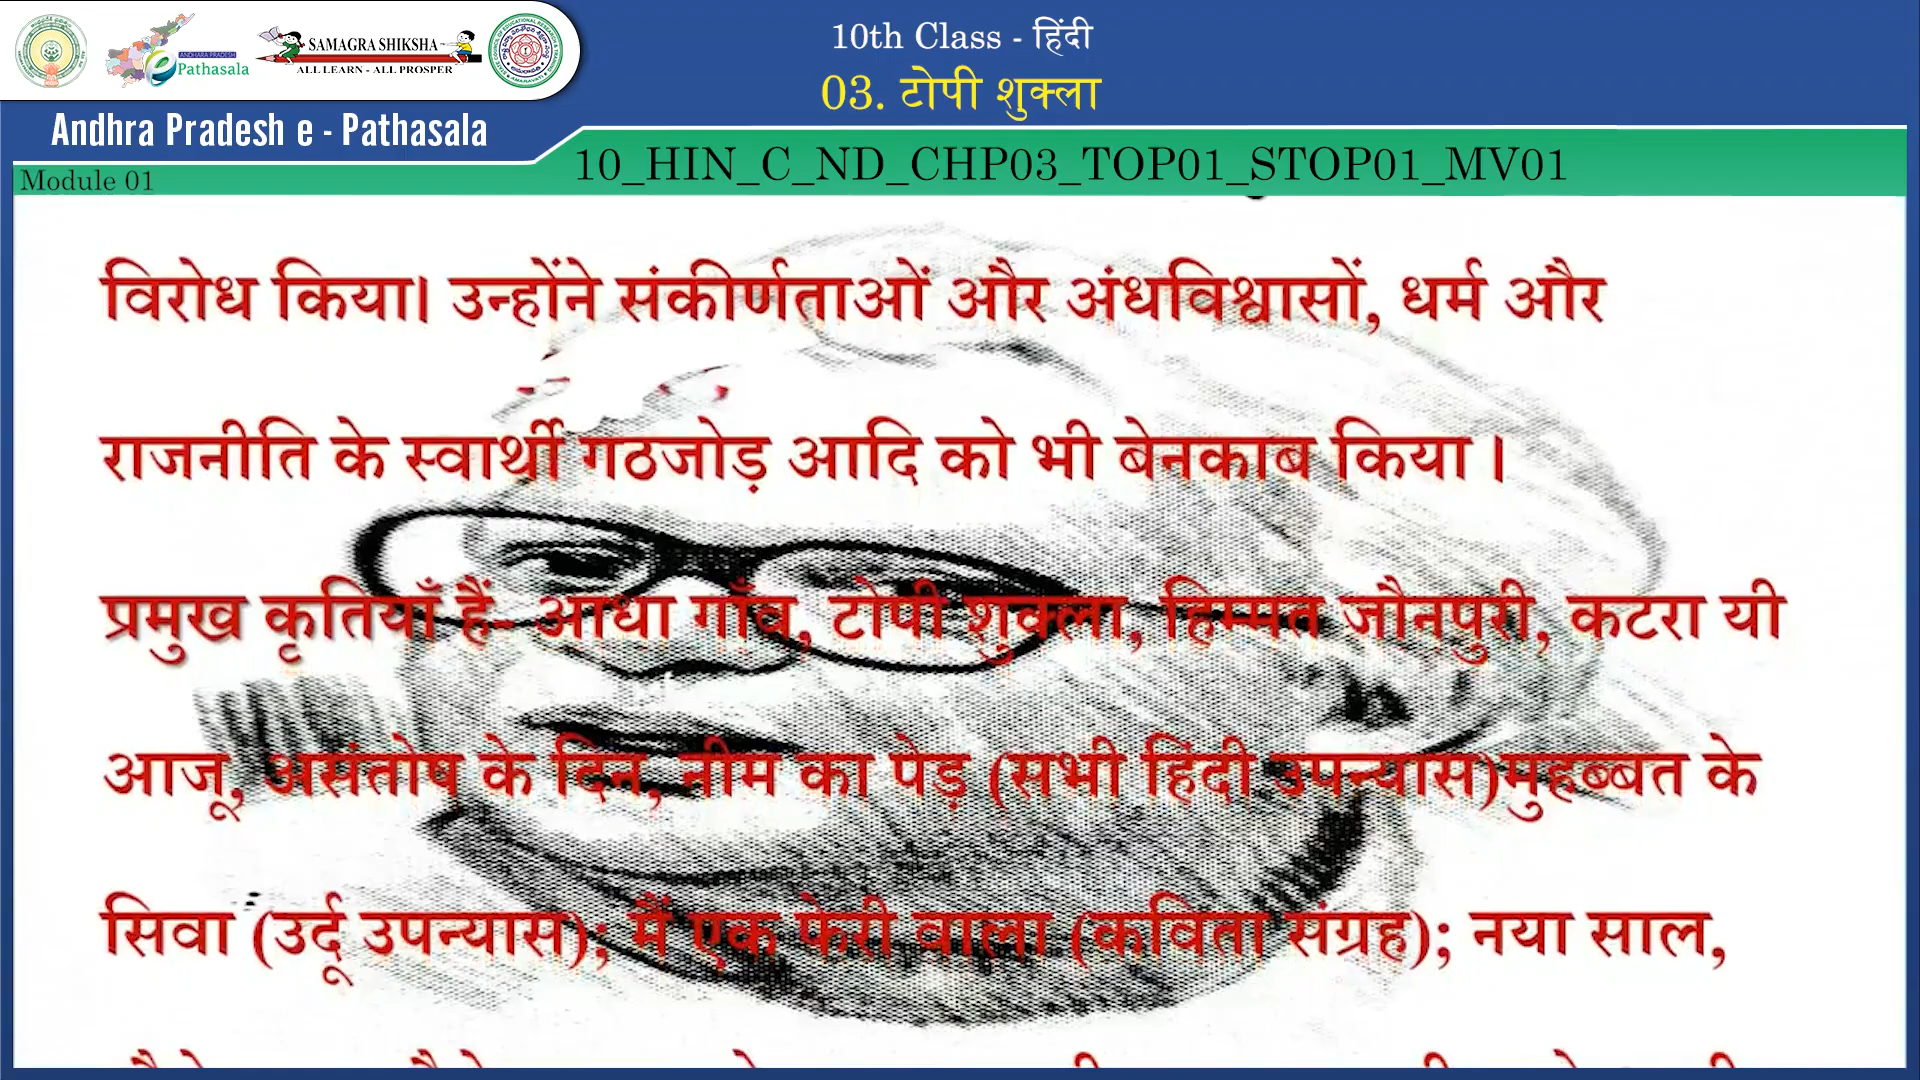 ANDHRA PRADESH
Pathasala
SAMAGRA SHIKSHA
ALL LEARN - ALL PROSPER
Andhra Pradesh e - Pathasala
10th Class - हिंदी
03. टोपी शुक्ला
Module 01
10_HIN_C_ND_CHP03_TOP01_STOP01_MV01
विरोध किया। उन्होंने संकीर्णताओं और अंधविश्वासों, धर्म और
राजनीति के स्वार्थी गठजोड़ आदि को भी बेनकाब किया ।
प्रमुख कृतियाँ हैं- आधा गाँव, टोपी शुक्ला, हिम्मत जौनपुरी, कटरा यी
आजू, असंतोष के दिन, नीम का पेड़ (सभी हिंदी उपन्यास)मुहब्बत के
सिवा (उर्दू उपन्यास); मैं एक फेरी वाला (कविता संग्रह); नया साल,